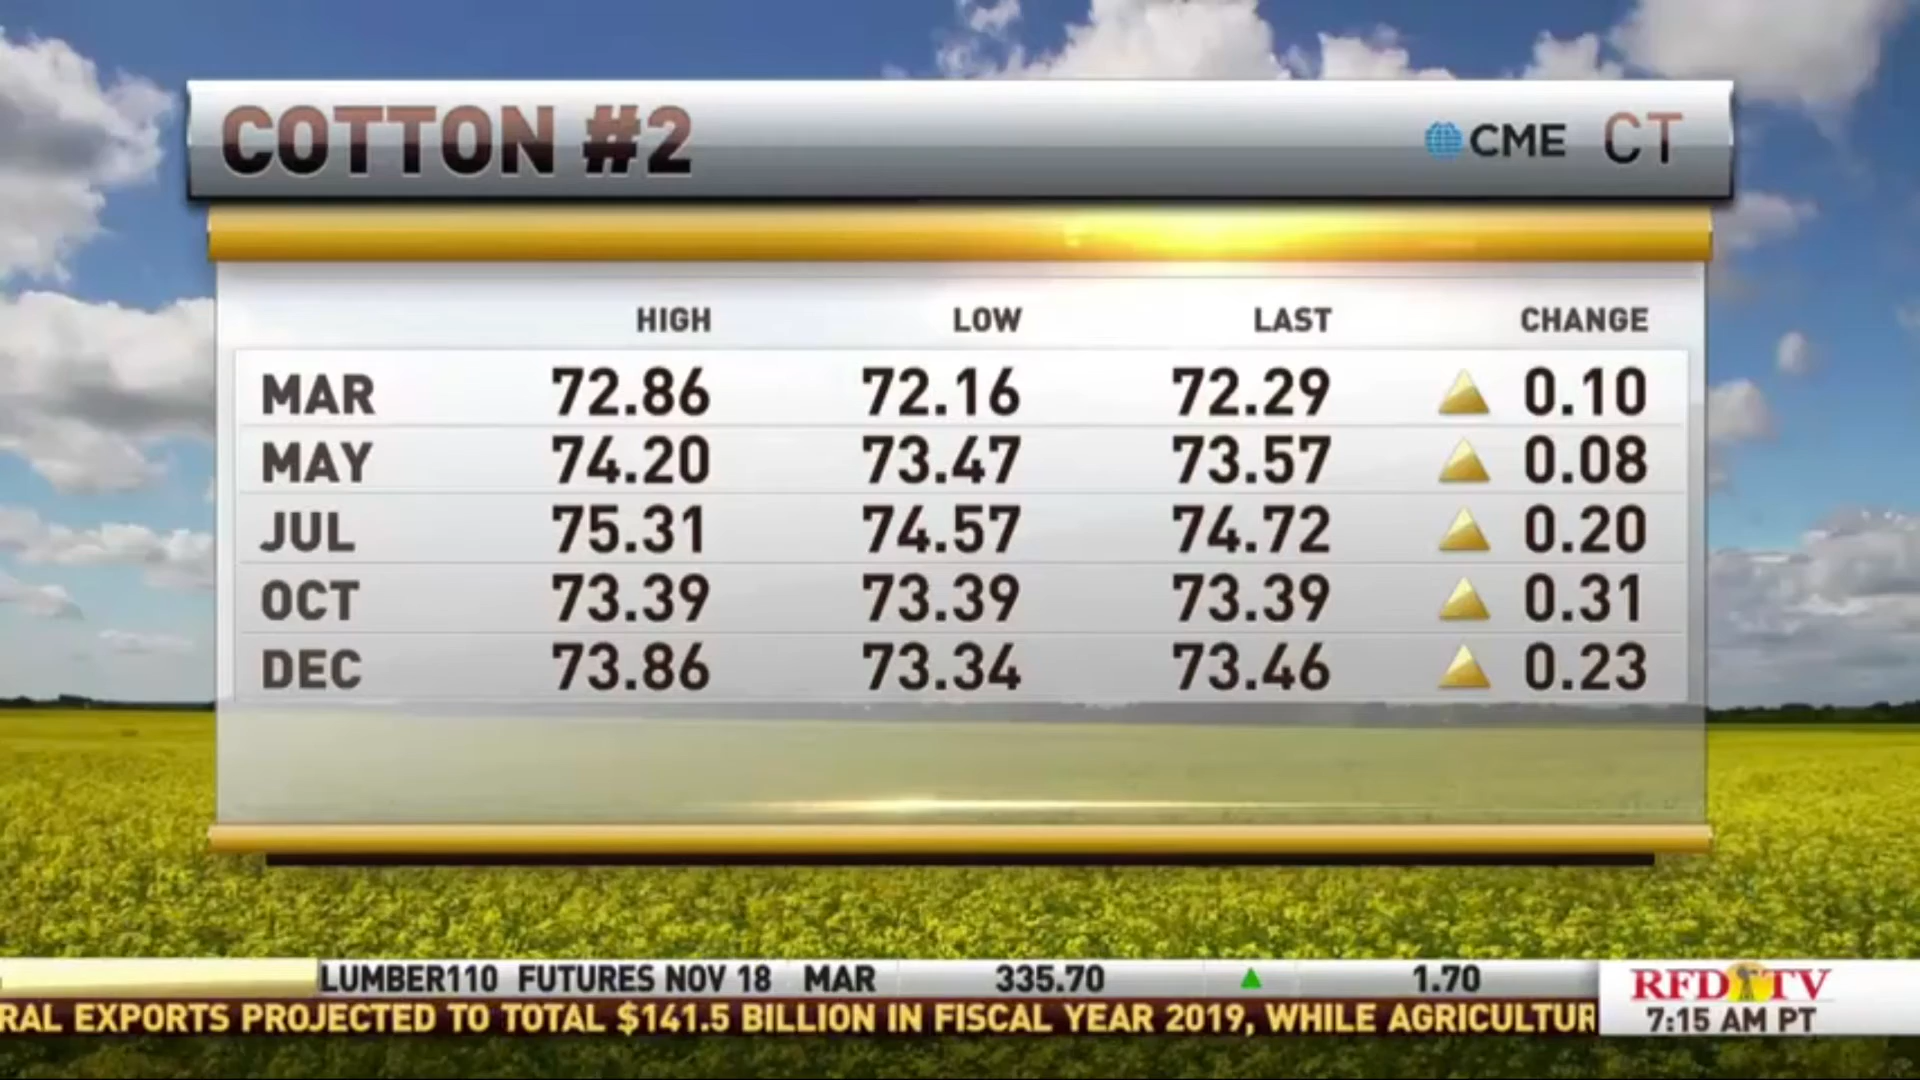 COTTON #2 CME CT
HIGH LOW LAST CHANGE
MAR 72.86 72.16 72.29 0.10
MAY 74.20 73.47 73.57 0.08
JUL 75.31 74.57 74.72 0.20
OCT 73.39 73.39 73.39 0.31
DEC 73.86 73.34 73.46 0.23
LUMBER110 FUTURES NOV 18 MAR 335.70 1.70
RAL EXPORTS PROJECTED TO TOTAL $141.5 BILLION IN FISCAL YEAR 2019, WHILE AGRICULTUR
RFD TV
7:15 AM PT